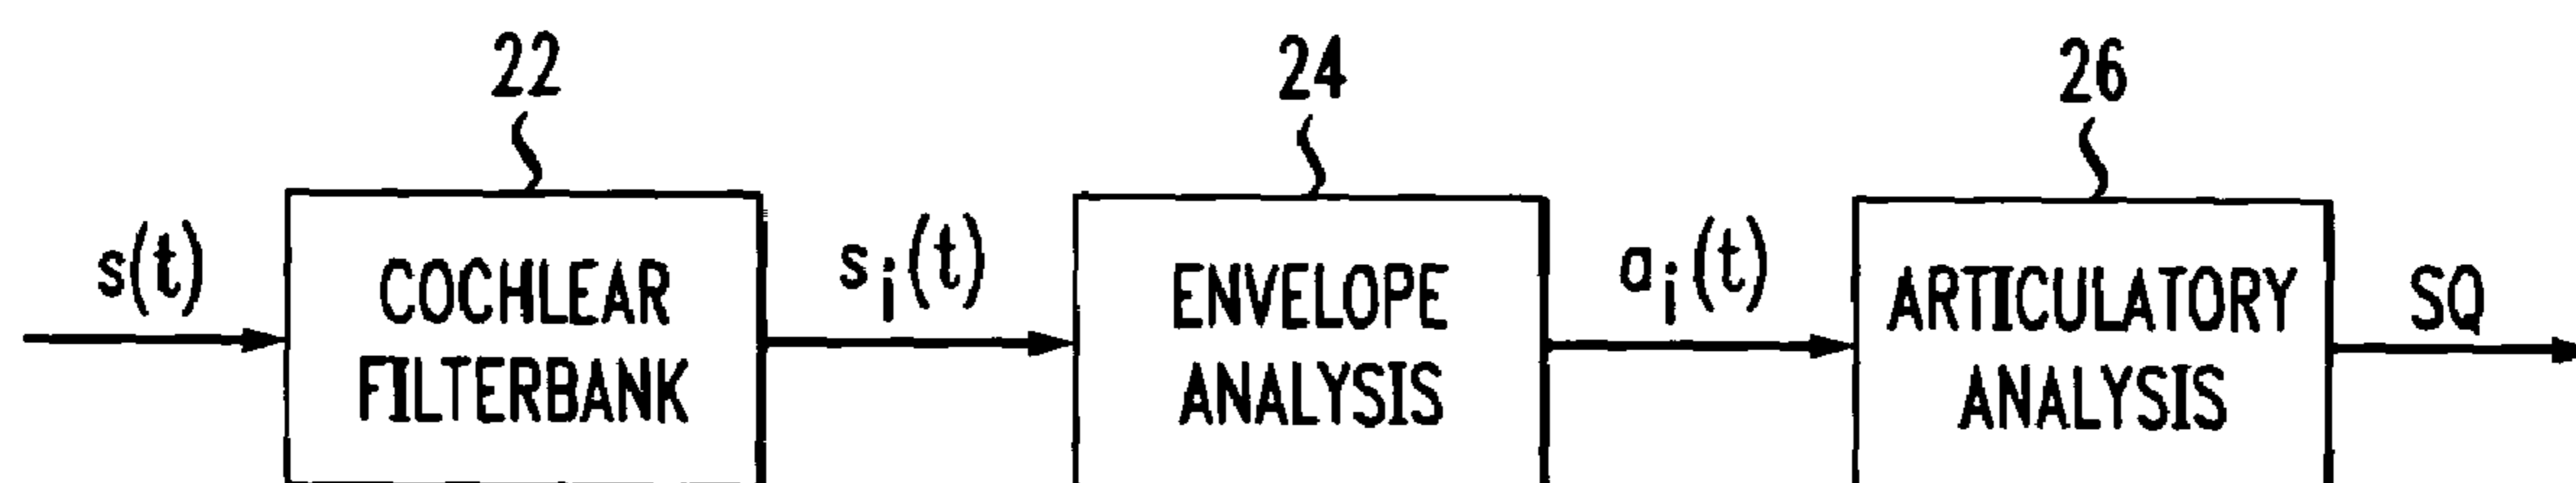 22
24
26
s(t)
COCHLEAR
FILTERBANK
s_i(t)
ENVELOPE
ANALYSIS
a_i(t)
ARTICULATORY
ANALYSIS
SQ